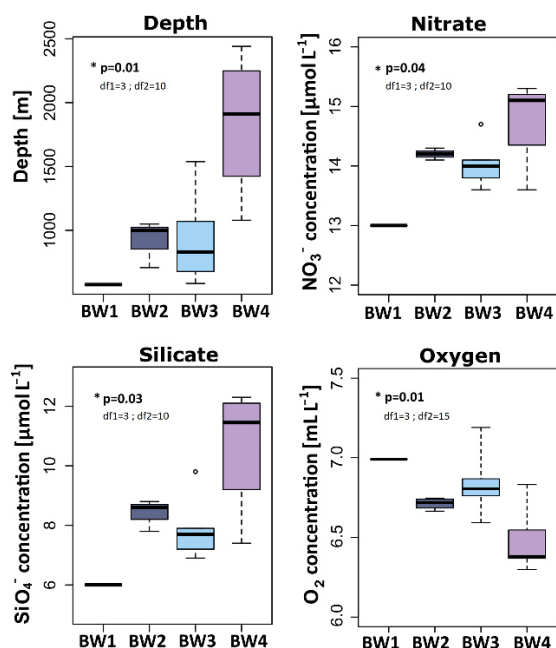 Depth
* p=0.01
df1=3 ; df2=10
Depth [m]
2500
2000
1500
1000
BW1 BW2 BW3 BW4
Nitrate
* p=0.04
df1=3 ; df2=10
NO₃⁻ concentration [µmol L⁻¹]
16
15
14
13
12
BW1 BW2 BW3 BW4
Silicate
* p=0.03
df1=3 ; df2=10
SiO₄⁻ concentration [µmol L⁻¹]
12
10
8
6
BW1 BW2 BW3 BW4
Oxygen
* p=0.01
df1=3 ; df2=15
O₂ concentration [mL L⁻¹]
7.5
7.0
6.5
6.0
BW1 BW2 BW3 BW4